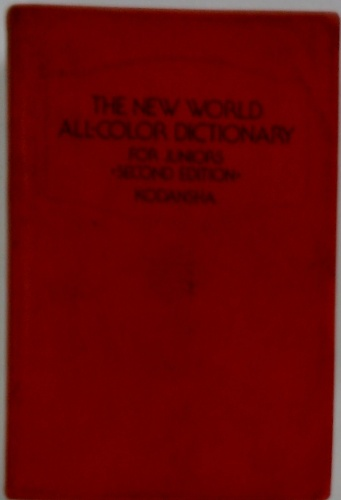 THE NEW WORLD
ALL-COLOR DICTIONARY
FOR JUNIORS
<SECOND EDITION>
KODANSHA